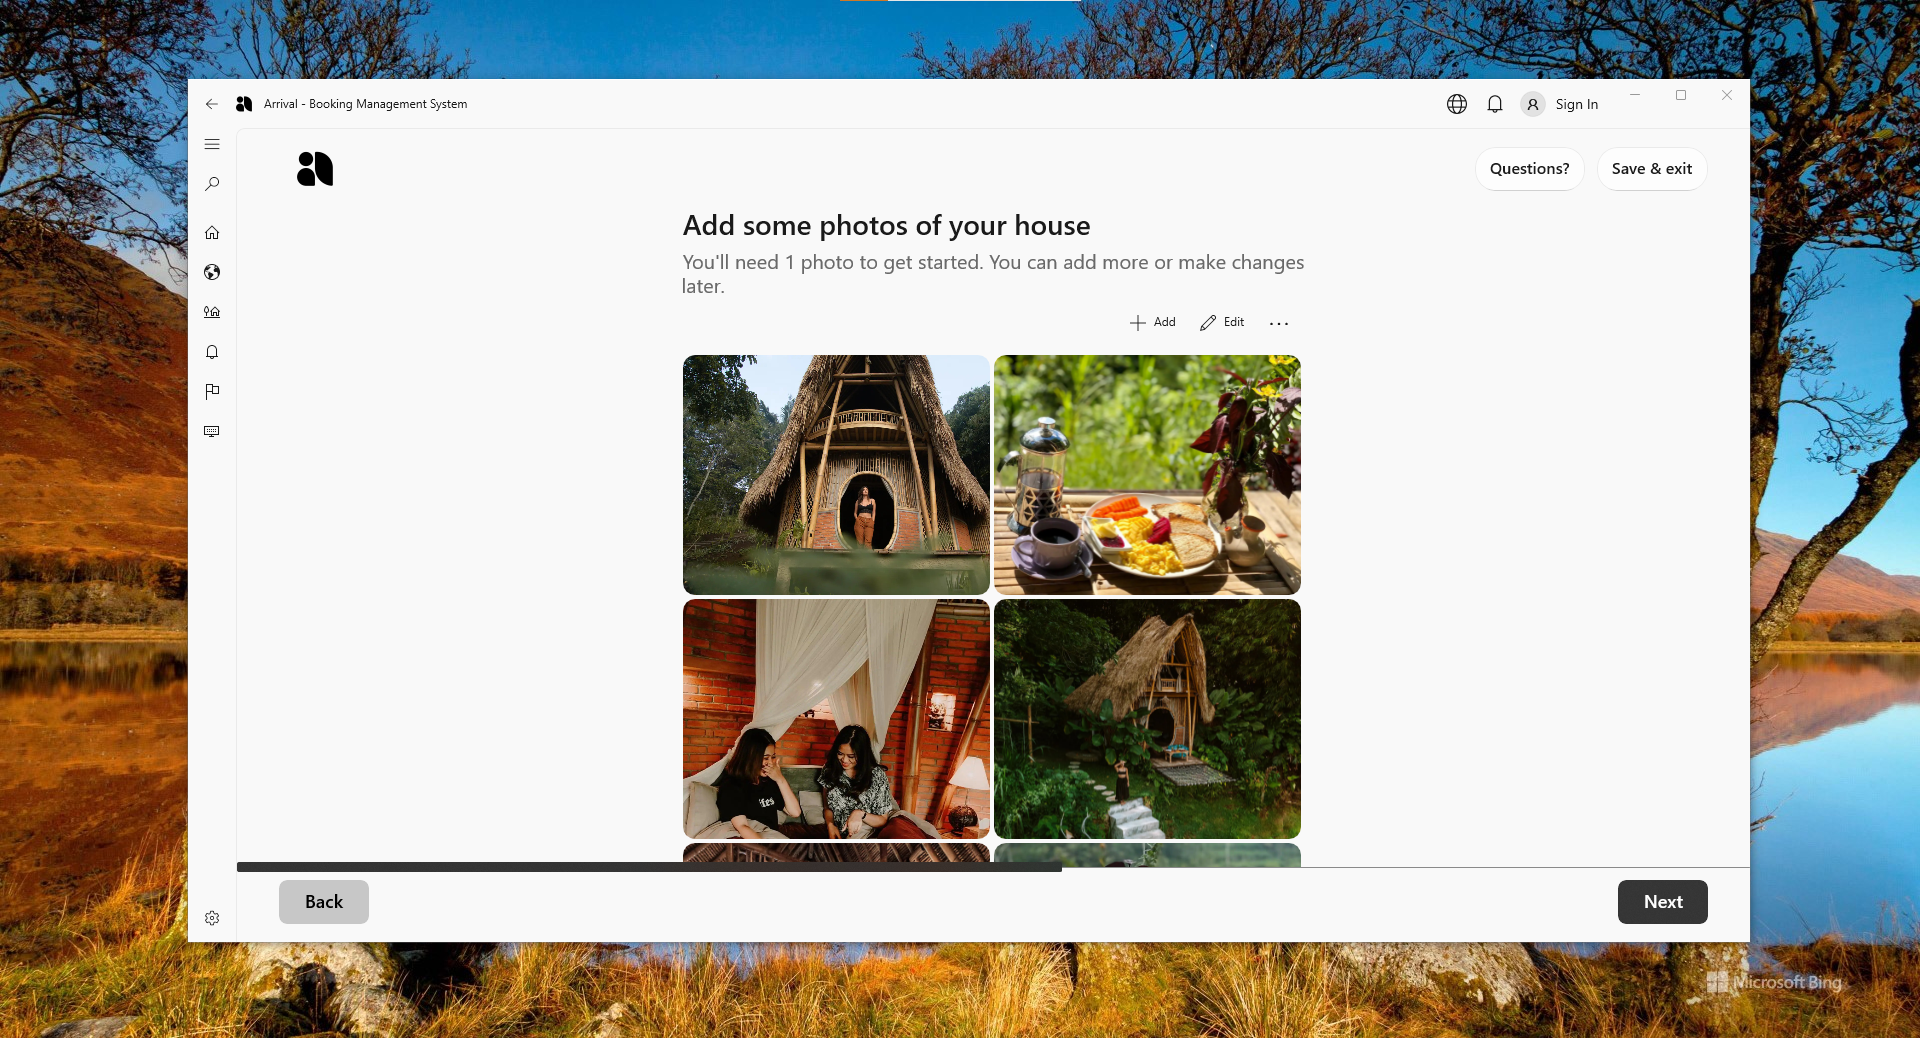 Arrival - Booking Management System
Sign In
Questions?
Save & exit
Add some photos of your house
You'll need 1 photo to get started. You can add more or make changes
later.
Add
Edit
Back
Next
Microsoft Bing